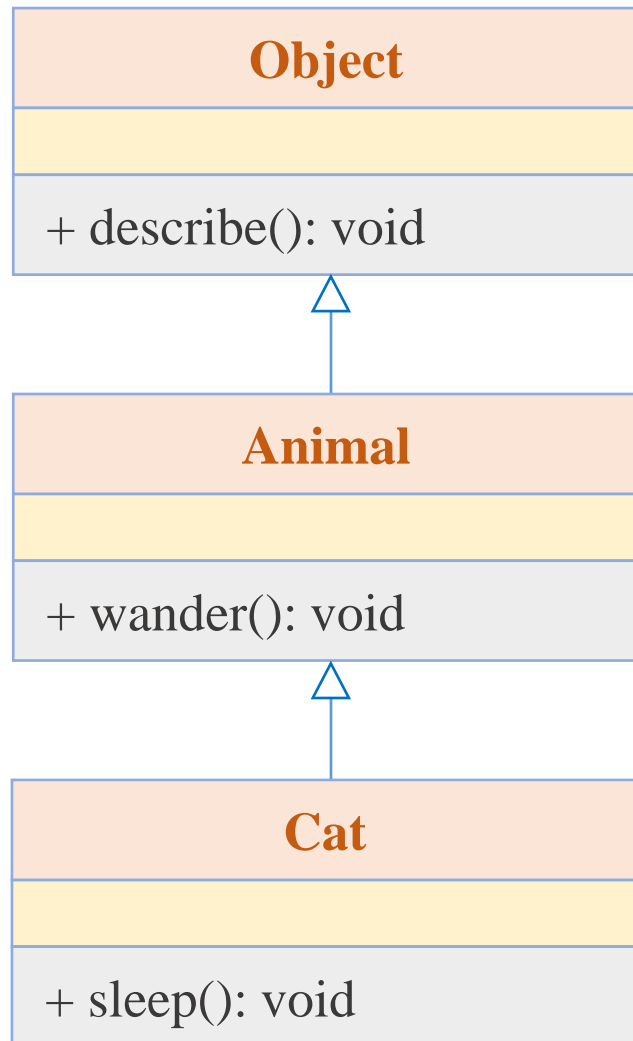 Object
+ describe(): void
Animal
+ wander(): void
Cat
+ sleep(): void